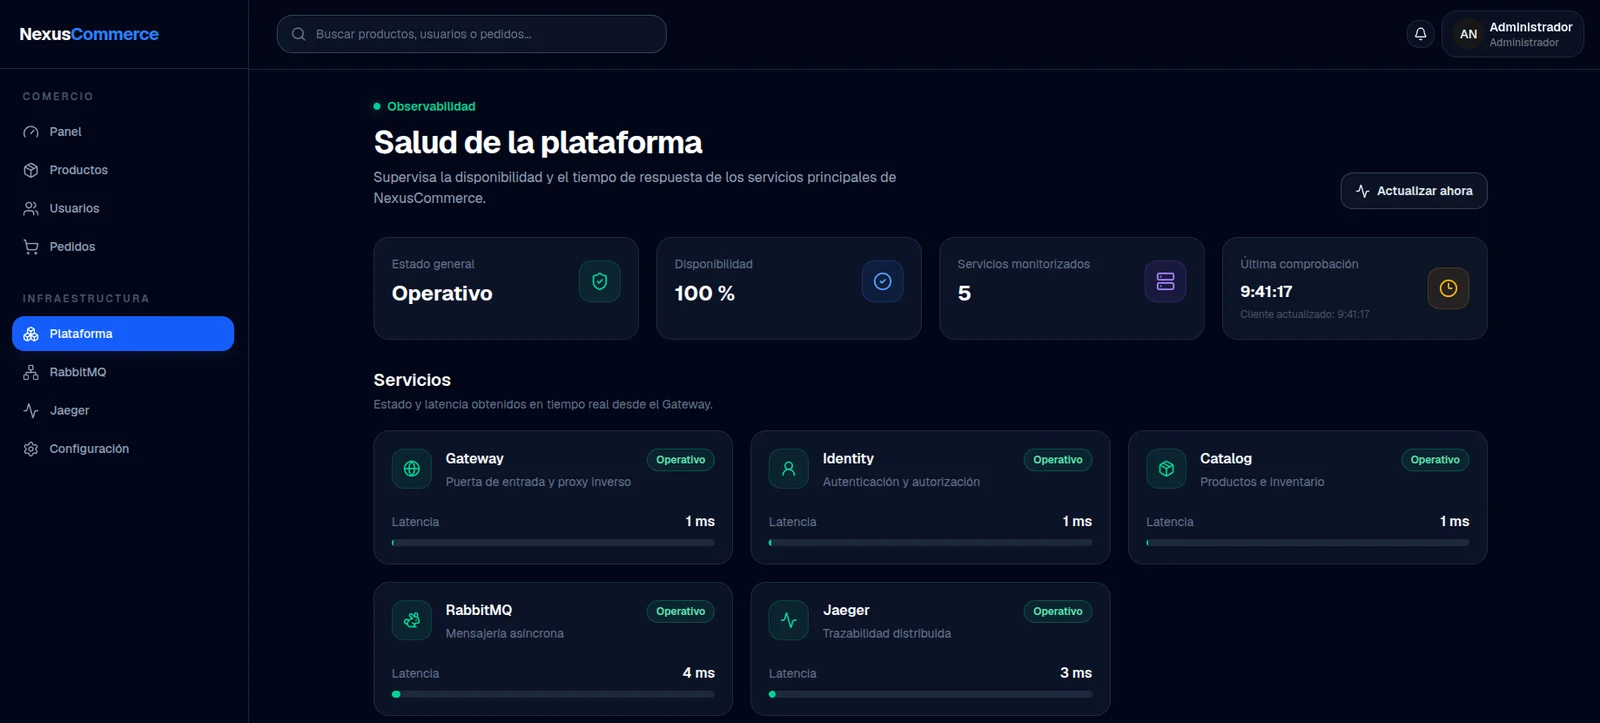 NexusCommerce
Buscar productos, usuarios o pedidos...
AN
Administrador
Administrador
COMERCIO
Panel
Productos
Usuarios
Pedidos
INFRAESTRUCTURA
Plataforma
RabbitMQ
Jaeger
Configuración
Observabilidad
Salud de la plataforma
Supervisa la disponibilidad y el tiempo de respuesta de los servicios principales de
NexusCommerce.
Actualizar ahora
Estado general
Operativo
Disponibilidad
100 %
Servicios monitorizados
5
Última comprobación
9:41:17
Cliente actualizado: 9:41:17
Servicios
Estado y latencia obtenidos en tiempo real desde el Gateway.
Gateway
Operativo
Puerta de entrada y proxy inverso
Latencia
1 ms
Identity
Operativo
Autenticación y autorización
Latencia
1 ms
Catalog
Operativo
Productos e inventario
Latencia
1 ms
RabbitMQ
Operativo
Mensajería asíncrona
Latencia
4 ms
Jaeger
Operativo
Trazabilidad distribuida
Latencia
3 ms